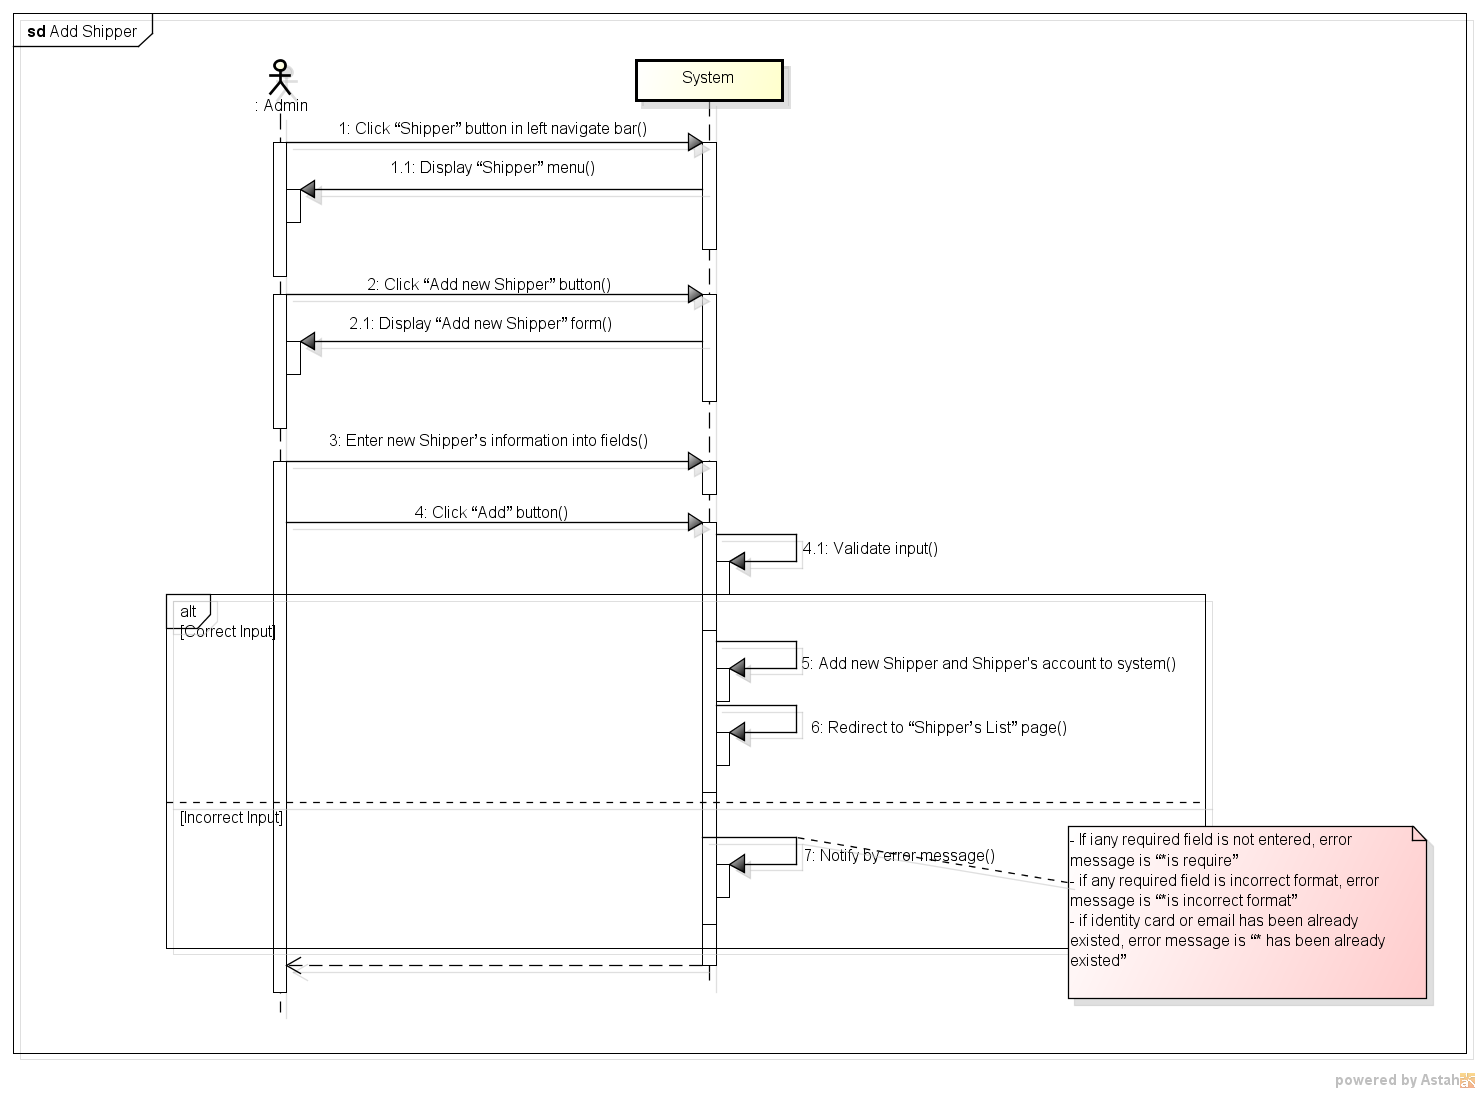 sd Add Shipper
: Admin
System
1: Click “Shipper” button in left navigate bar()
1.1: Display “Shipper” menu()
2: Click “Add new Shipper” button()
2.1: Display “Add new Shipper” form()
3: Enter new Shipper’s information into fields()
4: Click “Add” button()
4.1: Validate input()
alt
[Correct Input]
5: Add new Shipper and Shipper's account to system()
6: Redirect to “Shipper’s List” page()
[Incorrect Input]
7: Notify by error message()
- If iany required field is not entered, error
message is “*is require”
- if any required field is incorrect format, error
message is “*is incorrect format”
- if identity card or email has been already
existed, error message is “* has been already
existed”
powered by Astah